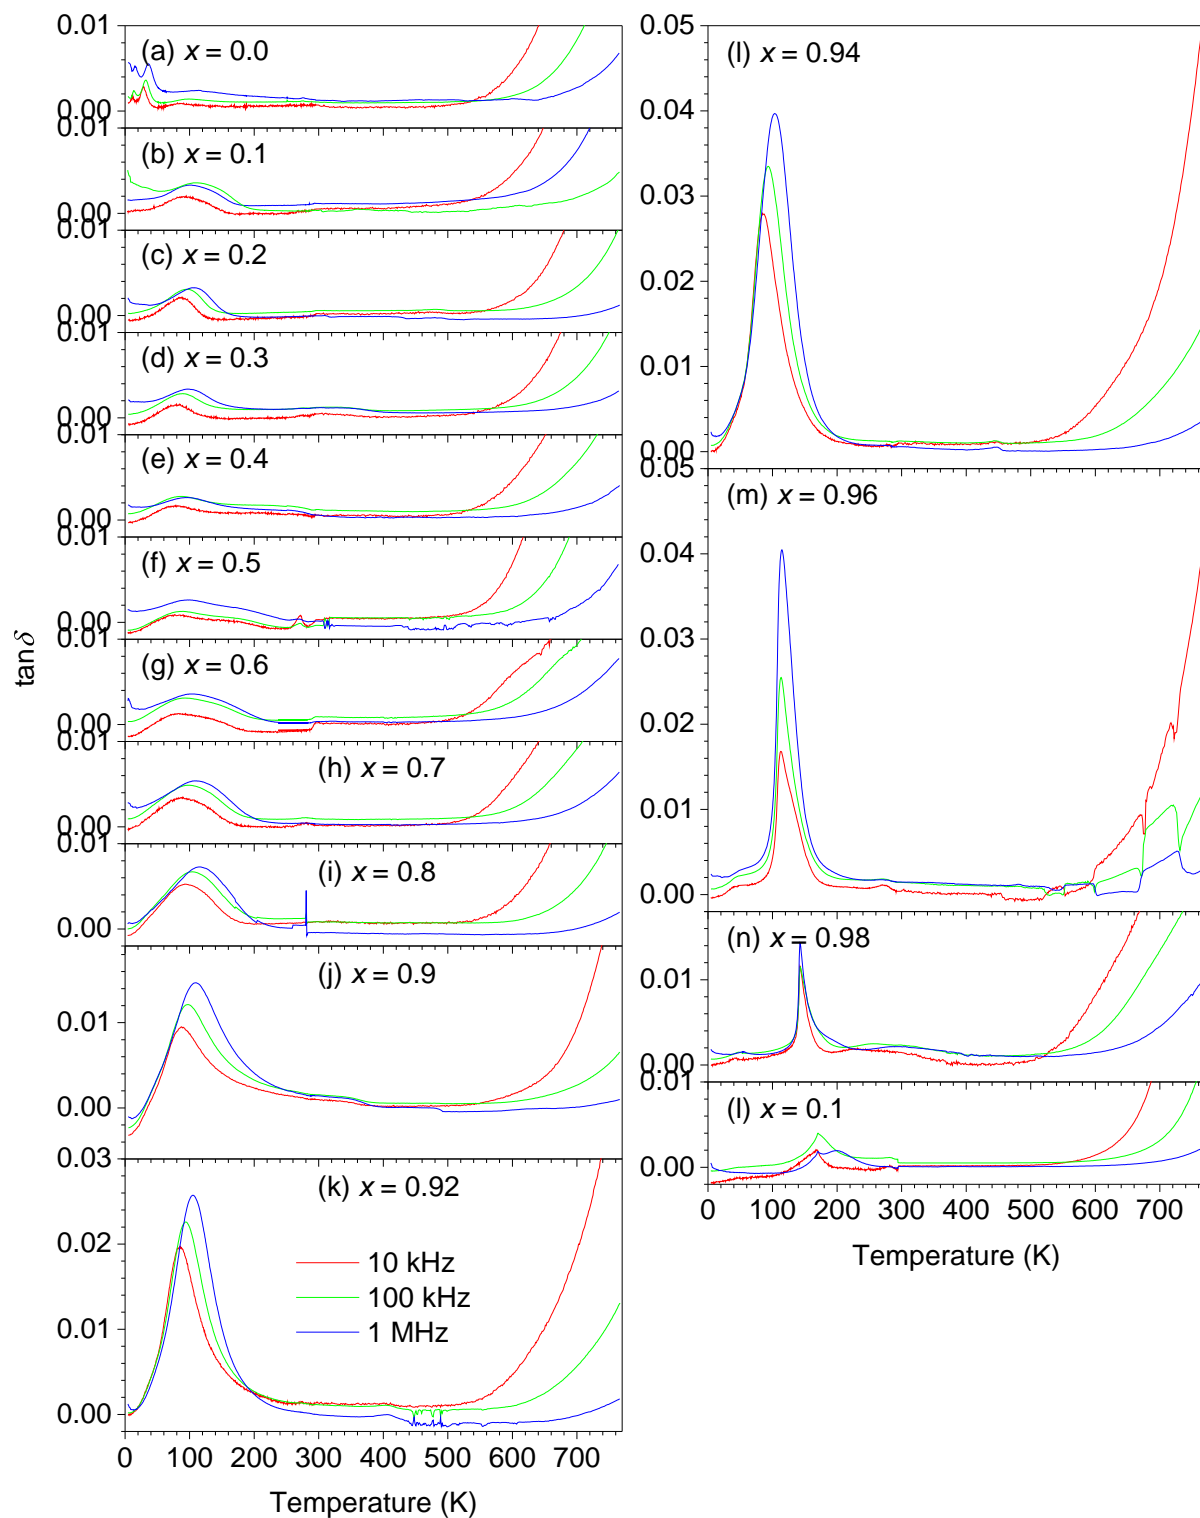 0.01
(a) x = 0.0
0.00
0.01
(b) x = 0.1
0.00
0.01
(c) x = 0.2
0.00
0.01
(d) x = 0.3
0.00
0.01
(e) x = 0.4
0.00
0.01
(f) x = 0.5
0.00
0.01
(g) x = 0.6
0.00
0.01
(h) x = 0.7
0.00
0.01
(i) x = 0.8
0.00
(j) x = 0.9
0.01
0.00
0.03
(k) x = 0.92
0.02
0.01
0.00
10 kHz
100 kHz
1 MHz
0 100 200 300 400 500 600 700
Temperature (K)
tanδ
0.05
(l) x = 0.94
0.04
0.03
0.02
0.01
0.00
0.05
(m) x = 0.96
0.04
0.03
0.02
0.01
0.00
(n) x = 0.98
0.01
0.00
0.01
(l) x = 0.1
0.00
0 100 200 300 400 500 600 700
Temperature (K)